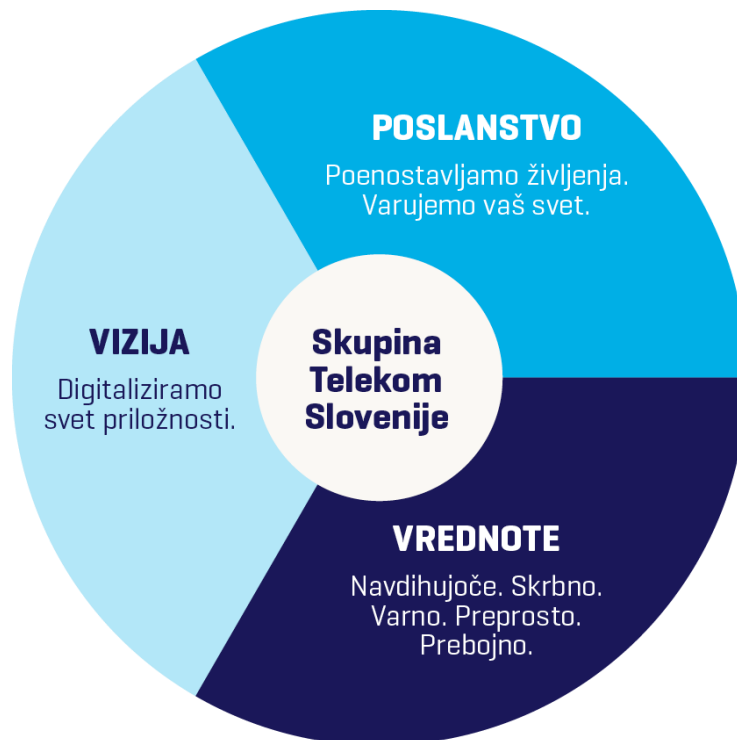 POSLANSTVO
Poenostavljamo življenja.
Varujemo vaš svet.
VIZIJA
Digitaliziramo
svet priložnosti.
Skupina
Telekom
Slovenije
VREDNOTE
Navdihujoče. Skrbno.
Varno. Preprosto.
Prebojno.